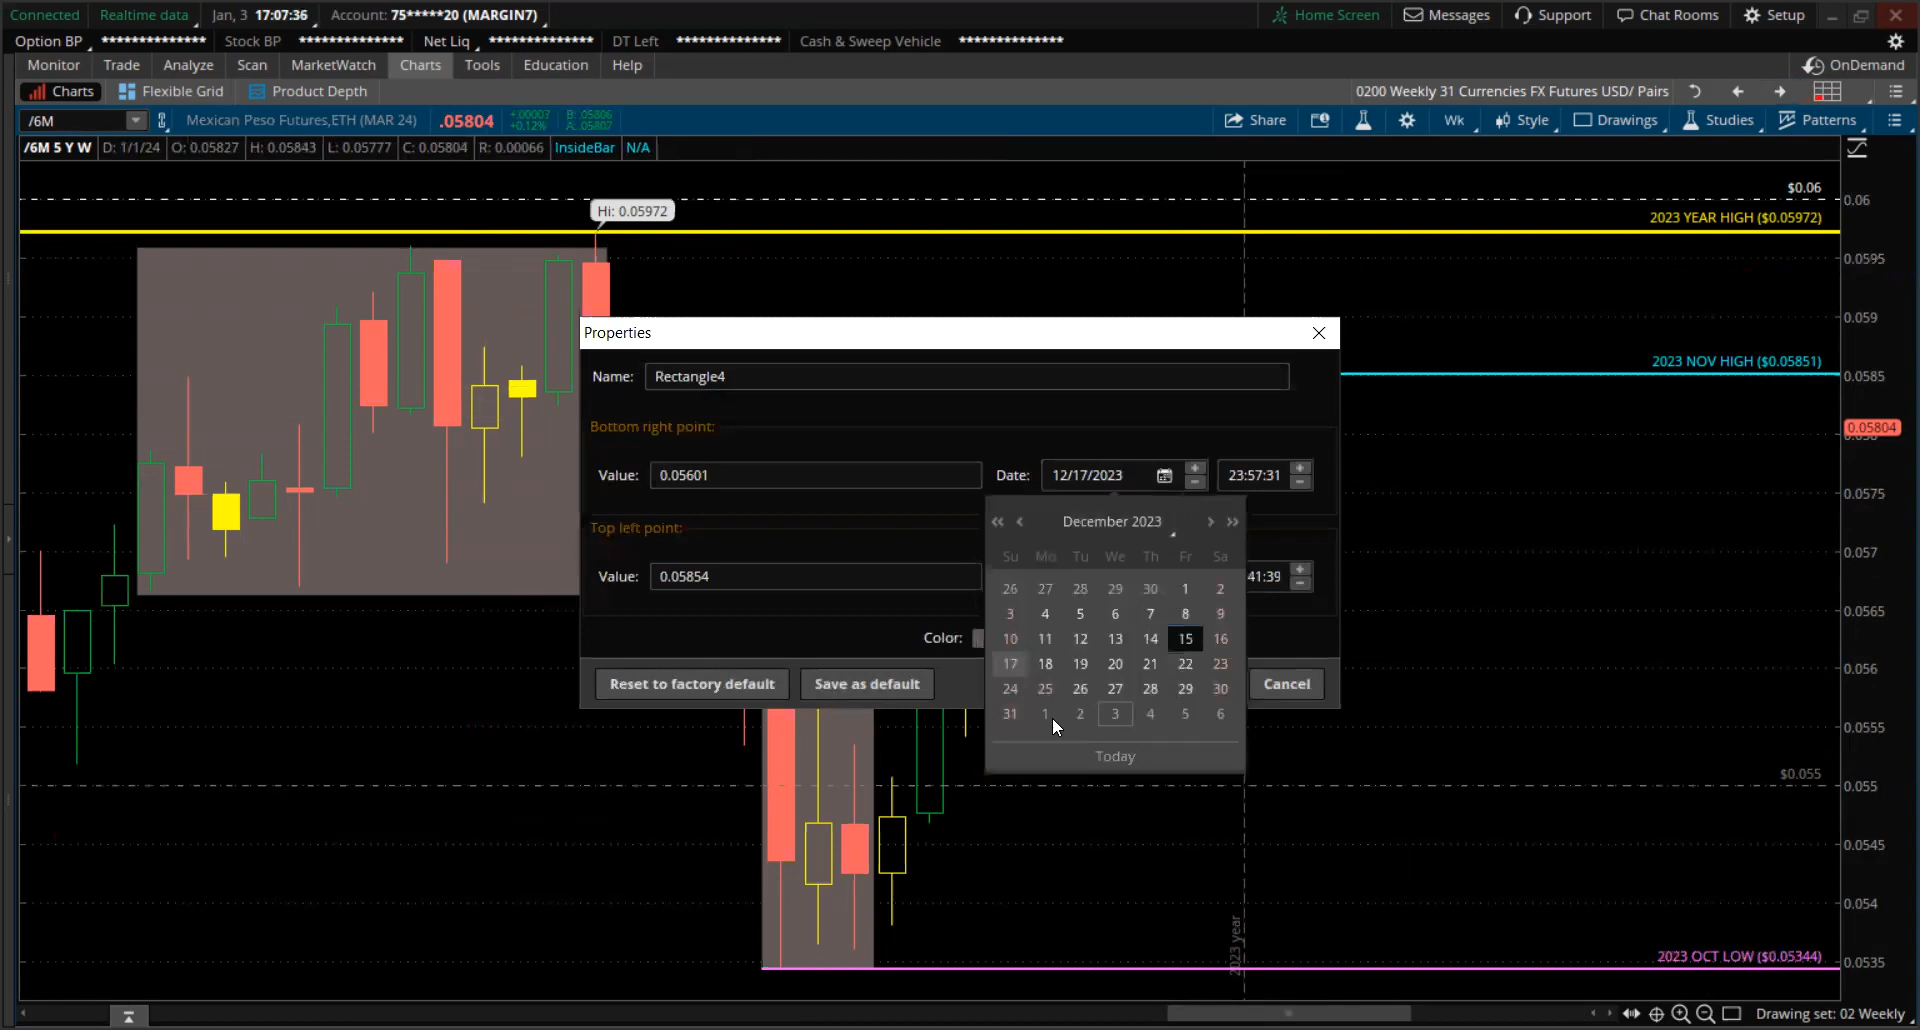 Connected Realtime data Jan, 3 17:07:36 Account: 75*****20 (MARGIN7) Home Screen Messages Support Chat Rooms Setup
Option BP ************** Stock BP ************** Net Liq ************** DT Left ************** Cash & Sweep Vehicle **************
Monitor Trade Analyze Scan MarketWatch Charts Tools Education Help OnDemand
Charts Flexible Grid Product Depth 0200 Weekly 31 Currencies FX Futures USD/ Pairs
/6M Mexican Peso Futures,ETH (MAR 24) .05804 +.00007 +0.12% B: .05806 A: .05807 Share Wk Style Drawings Studies Patterns
/6M 5 Y W D: 1/1/24 O: 0.05827 H: 0.05843 L: 0.05777 C: 0.05804 R: 0.00066 InsideBar N/A
$0.06
0.06
Hi: 0.05972
2023 YEAR HIGH ($0.05972)
0.0595
0.059
Properties
2023 NOV HIGH ($0.05851)
Name: Rectangle4
0.0585
Bottom right point:
0.05804
Value: 0.05601 Date: 12/17/2023 23:57:31
0.0575
December 2023
Top left point:
Su Mo Tu We Th Fr Sa
0.057
Value: 0.05854 41:39
26 27 28 29 30 1 2
3 4 5 6 7 8 9
0.0565
Color:
10 11 12 13 14 15 16
17 18 19 20 21 22 23
0.056
Reset to factory default Save as default Cancel
24 25 26 27 28 29 30
31 1 2 3 4 5 6
0.0555
Today
$0.055
0.055
0.0545
0.054
2023 year
2023 OCT LOW ($0.05344)
0.0535
Drawing set: 02 Weekly